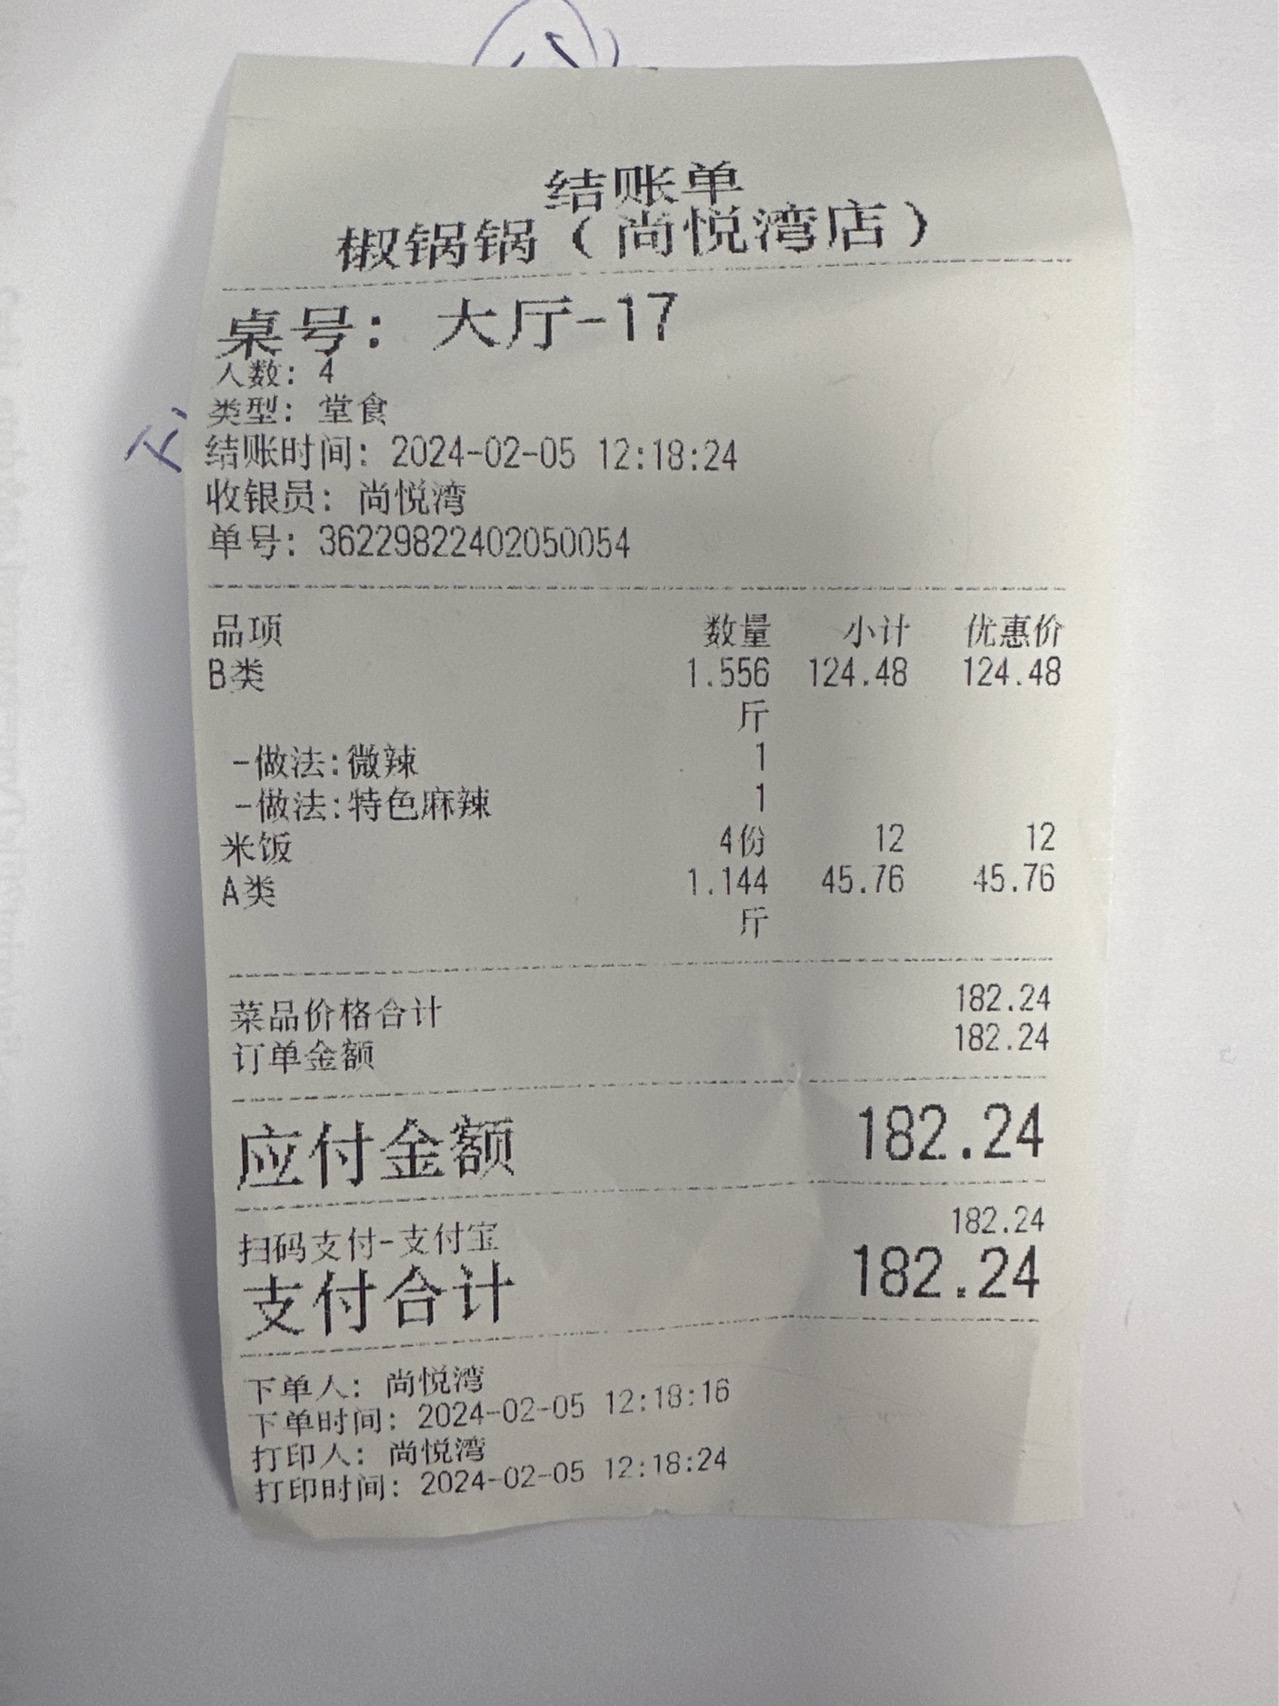 结账单
椒锅锅（尚悦湾店）
桌号: 大厅-17
人数: 4
类型: 堂食
结账时间: 2024-02-05 12:18:24
收银员: 尚悦湾
单号: 36229822402050054
品项 数量 小计 优惠价
B类 1.556 124.48 124.48
斤
-做法:微辣 1
-做法:特色麻辣 1
米饭 4份 12 12
A类 1.144 45.76 45.76
斤
菜品价格合计 182.24
订单金额 182.24
应付金额 182.24
扫码支付-支付宝 182.24
支付合计 182.24
下单人: 尚悦湾
下单时间: 2024-02-05 12:18:16
打印人: 尚悦湾
打印时间: 2024-02-05 12:18:24